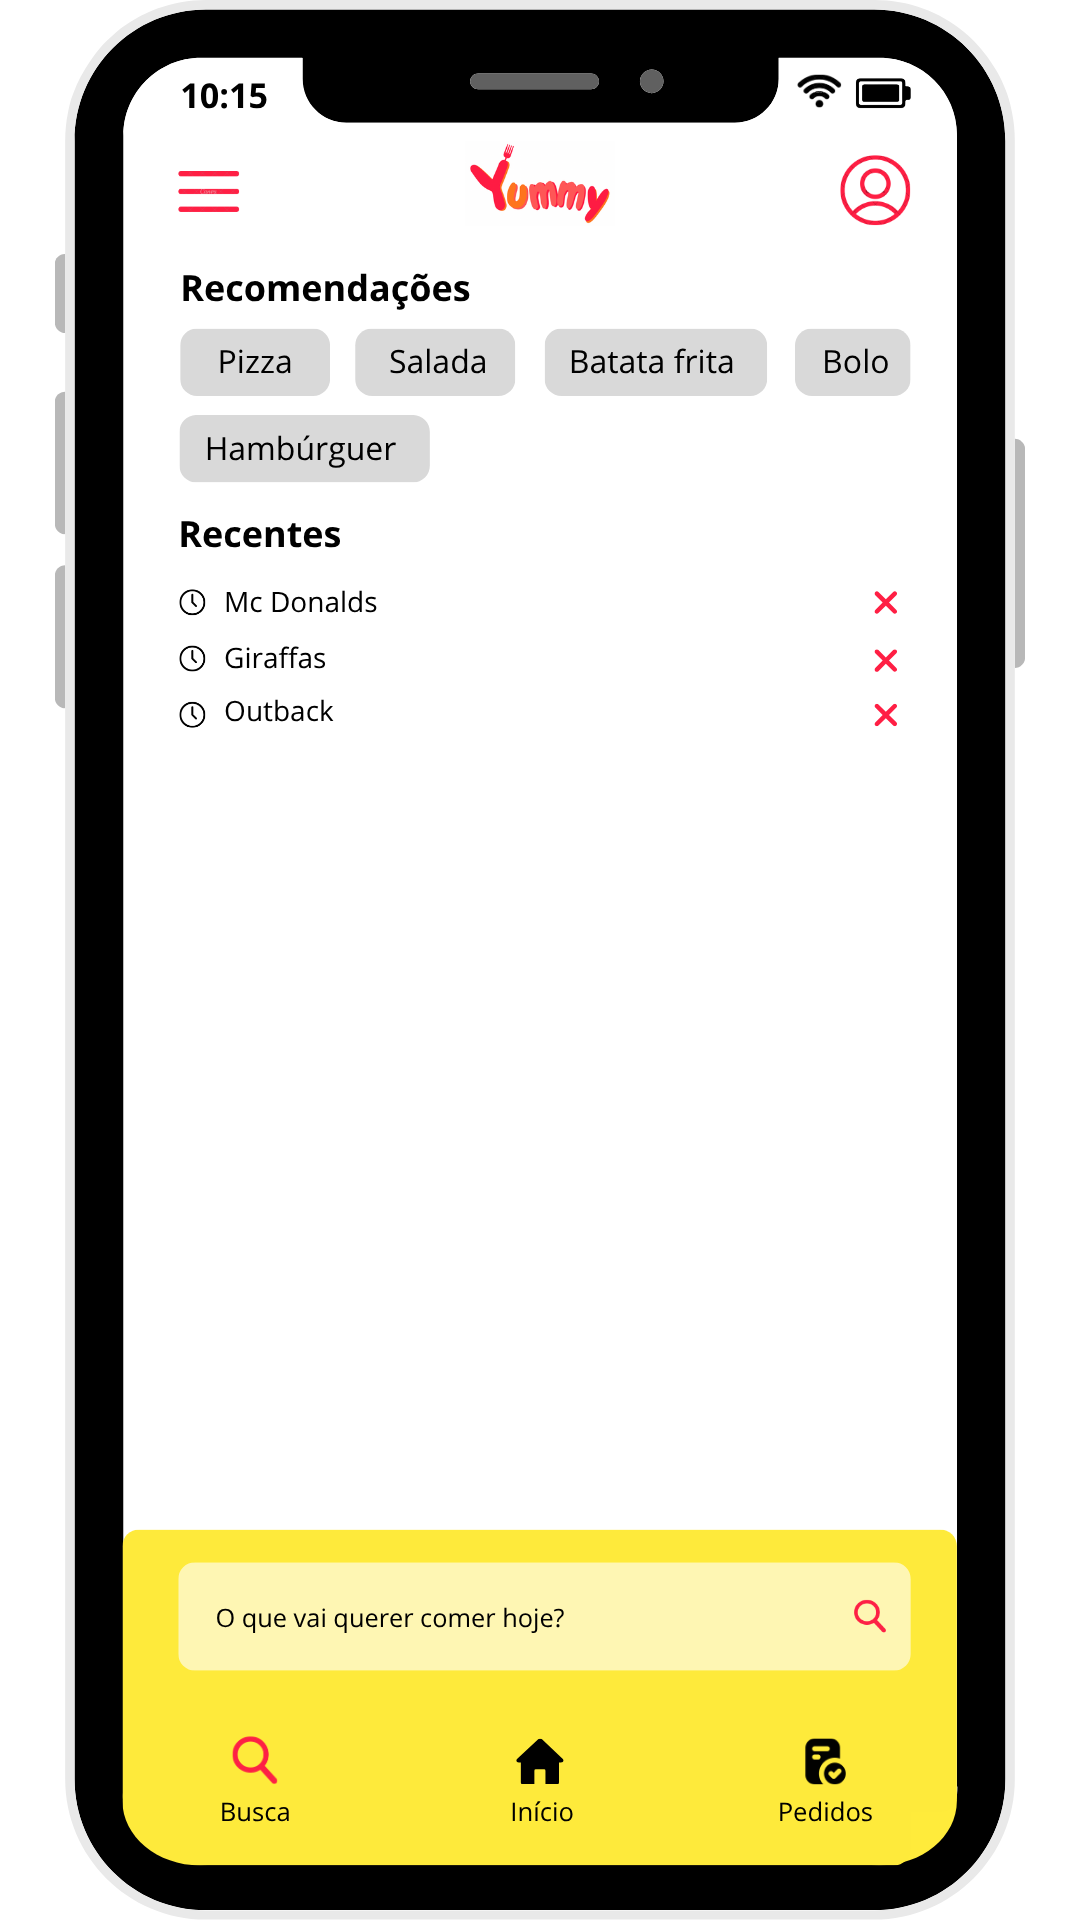 10:15
Yummy
Recomendações
Pizza Salada Batata frita Bolo
Hambúrguer
Recentes
Mc Donalds
Giraffas
Outback
O que vai querer comer hoje?
Busca Início Pedidos